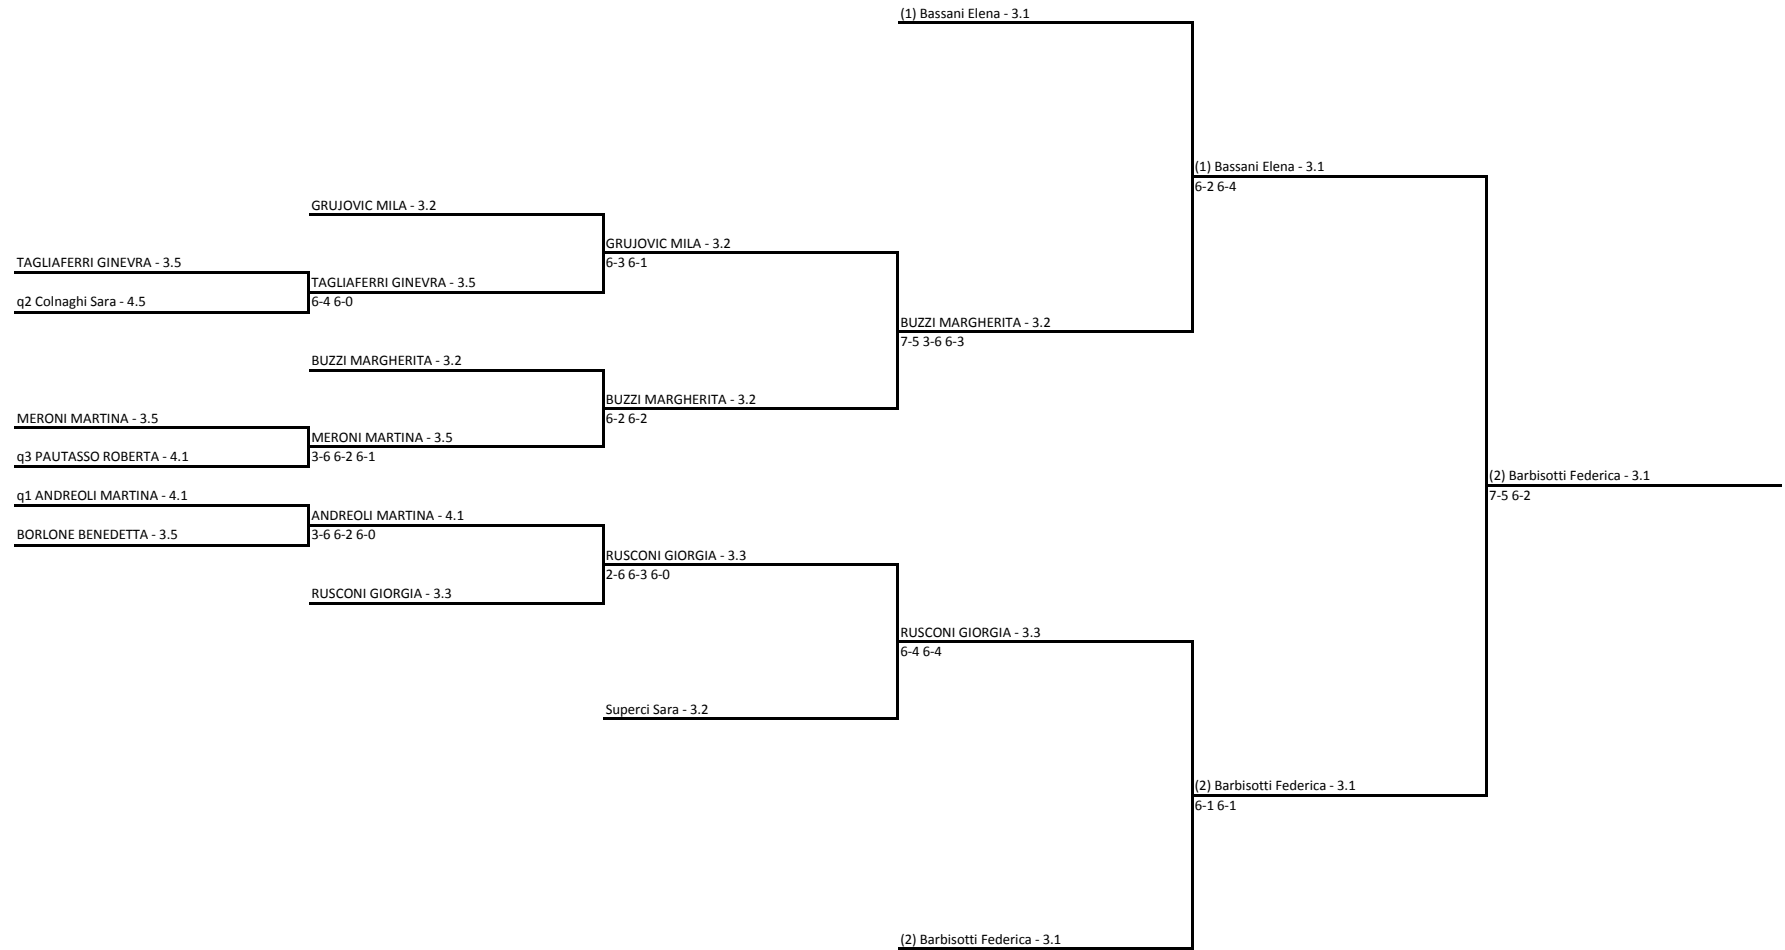 (1) Bassani Elena - 3.1
(1) Bassani Elena - 3.1
6-2 6-4
GRUJOVIC MILA - 3.2
GRUJOVIC MILA - 3.2
6-3 6-1
TAGLIAFERRI GINEVRA - 3.5
TAGLIAFERRI GINEVRA - 3.5
6-4 6-0
q2 Colnaghi Sara - 4.5
BUZZI MARGHERITA - 3.2
7-5 3-6 6-3
BUZZI MARGHERITA - 3.2
BUZZI MARGHERITA - 3.2
6-2 6-2
MERONI MARTINA - 3.5
MERONI MARTINA - 3.5
3-6 6-2 6-1
q3 PAUTASSO ROBERTA - 4.1
(2) Barbisotti Federica - 3.1
7-5 6-2
q1 ANDREOLI MARTINA - 4.1
ANDREOLI MARTINA - 4.1
3-6 6-2 6-0
BORLONE BENEDETTA - 3.5
RUSCONI GIORGIA - 3.3
2-6 6-3 6-0
RUSCONI GIORGIA - 3.3
RUSCONI GIORGIA - 3.3
6-4 6-4
Superci Sara - 3.2
(2) Barbisotti Federica - 3.1
6-1 6-1
(2) Barbisotti Federica - 3.1